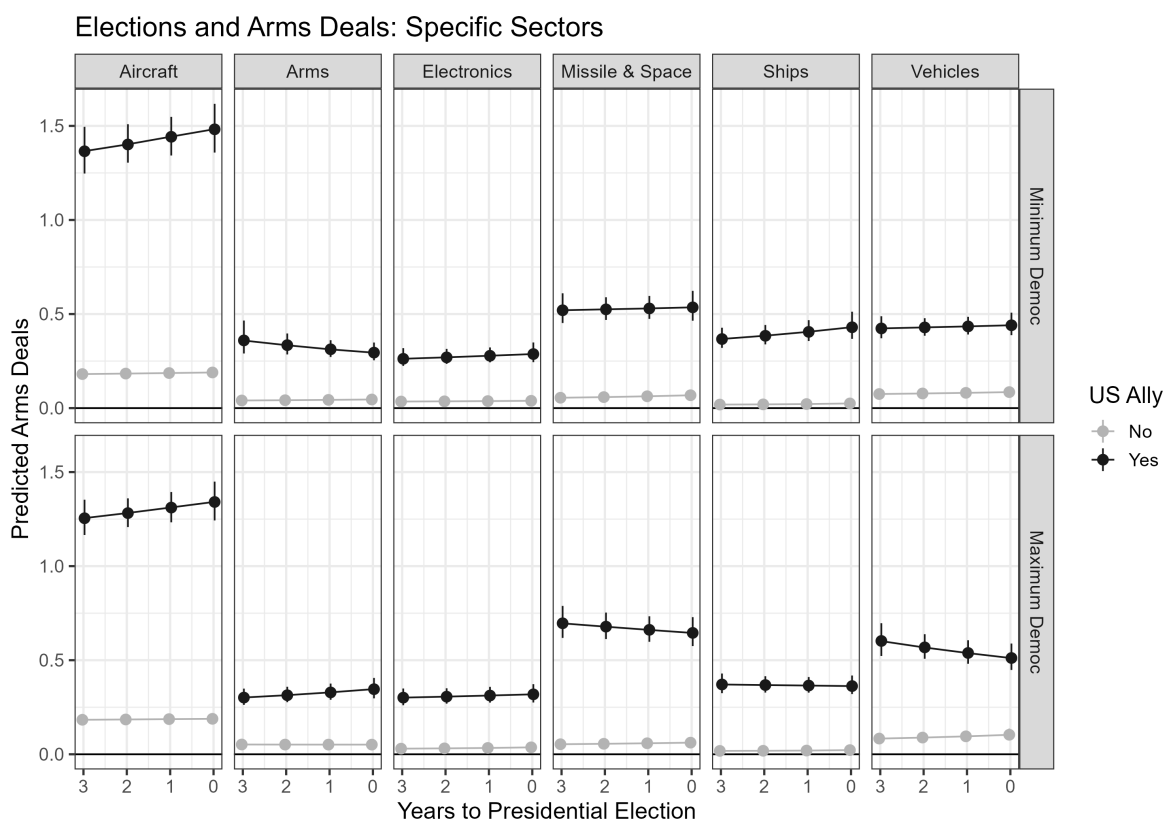 Elections and Arms Deals: Specific Sectors
Aircraft
Arms
Electronics
Missile & Space
Ships
Vehicles
Predicted Arms Deals
1.5
1.0
0.5
0.0
Minimum Democ
1.5
1.0
0.5
0.0
Maximum Democ
US Ally
No
Yes
3 2 1 0
3 2 1 0
3 2 1 0
3 2 1 0
3 2 1 0
3 2 1 0
Years to Presidential Election